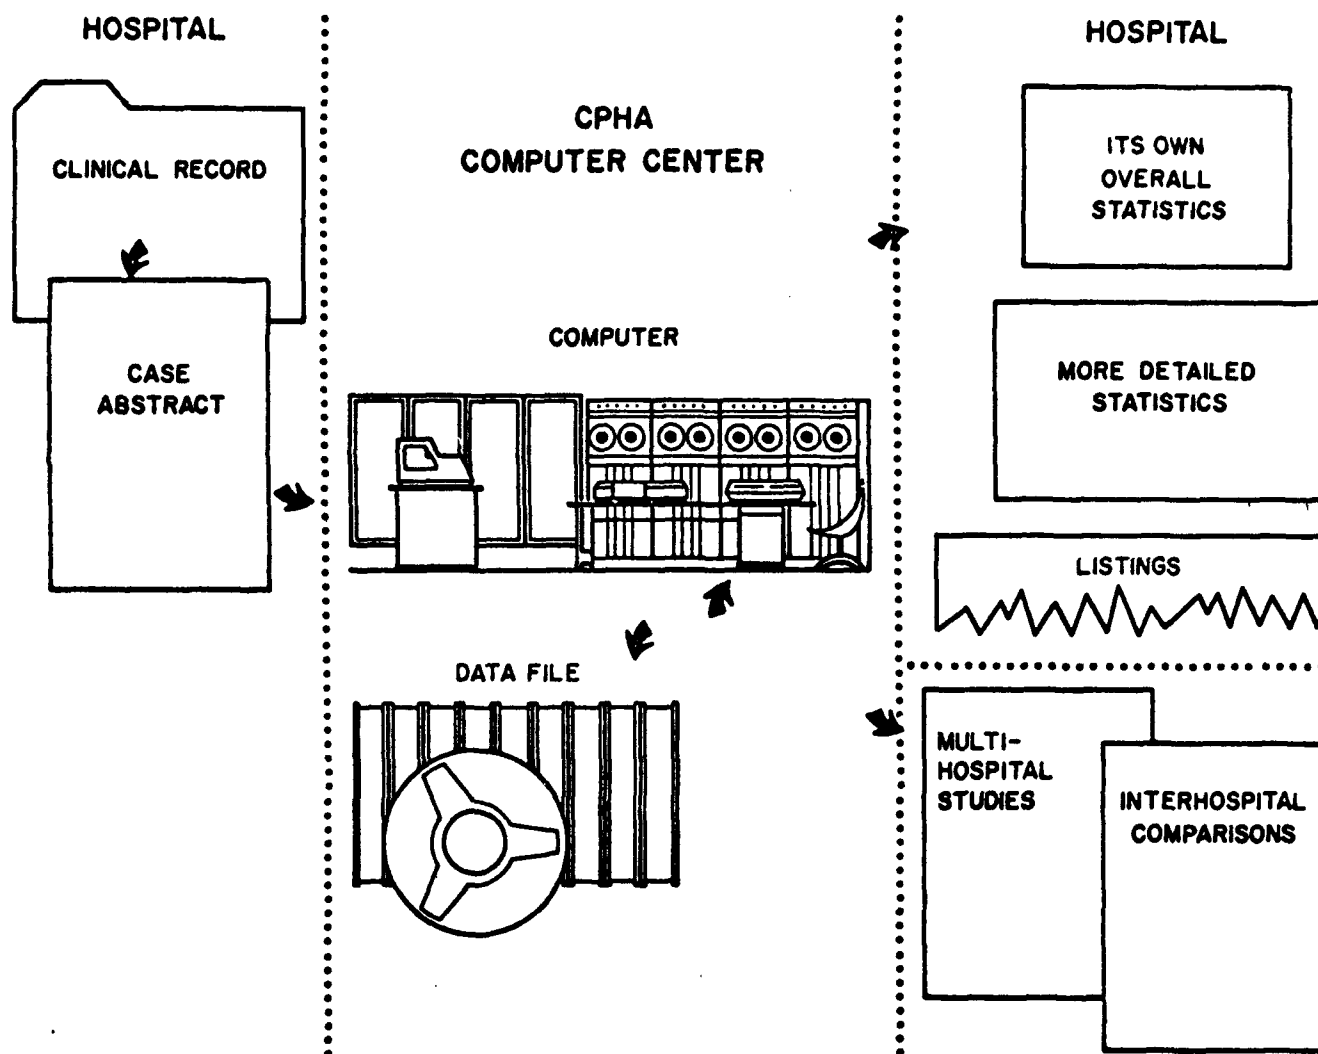 HOSPITAL
CLINICAL RECORD
CASE
ABSTRACT
CPHA
COMPUTER CENTER
COMPUTER
DATA FILE
HOSPITAL
ITS OWN
OVERALL
STATISTICS
MORE DETAILED
STATISTICS
LISTINGS
MULTI-
HOSPITAL
STUDIES
INTERHOSPITAL
COMPARISONS